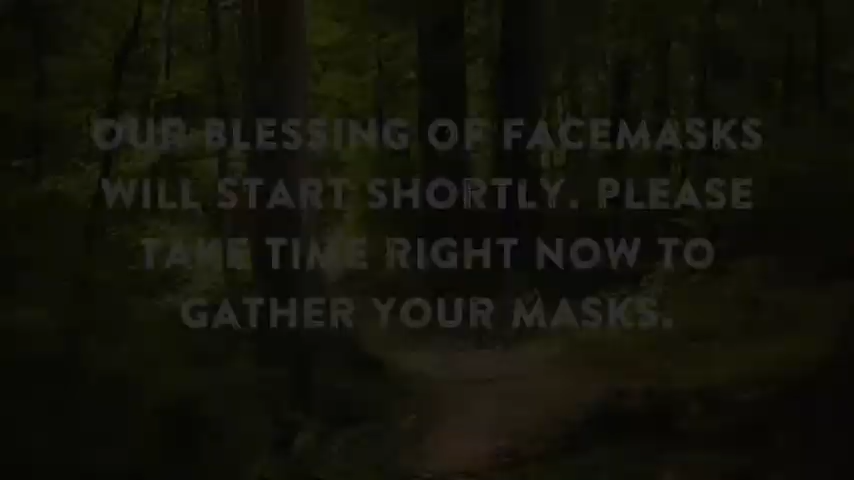 OUR BLESSING OF FACEMASKS
WILL START SHORTLY. PLEASE
TAKE TIME RIGHT NOW TO
GATHER YOUR MASKS.